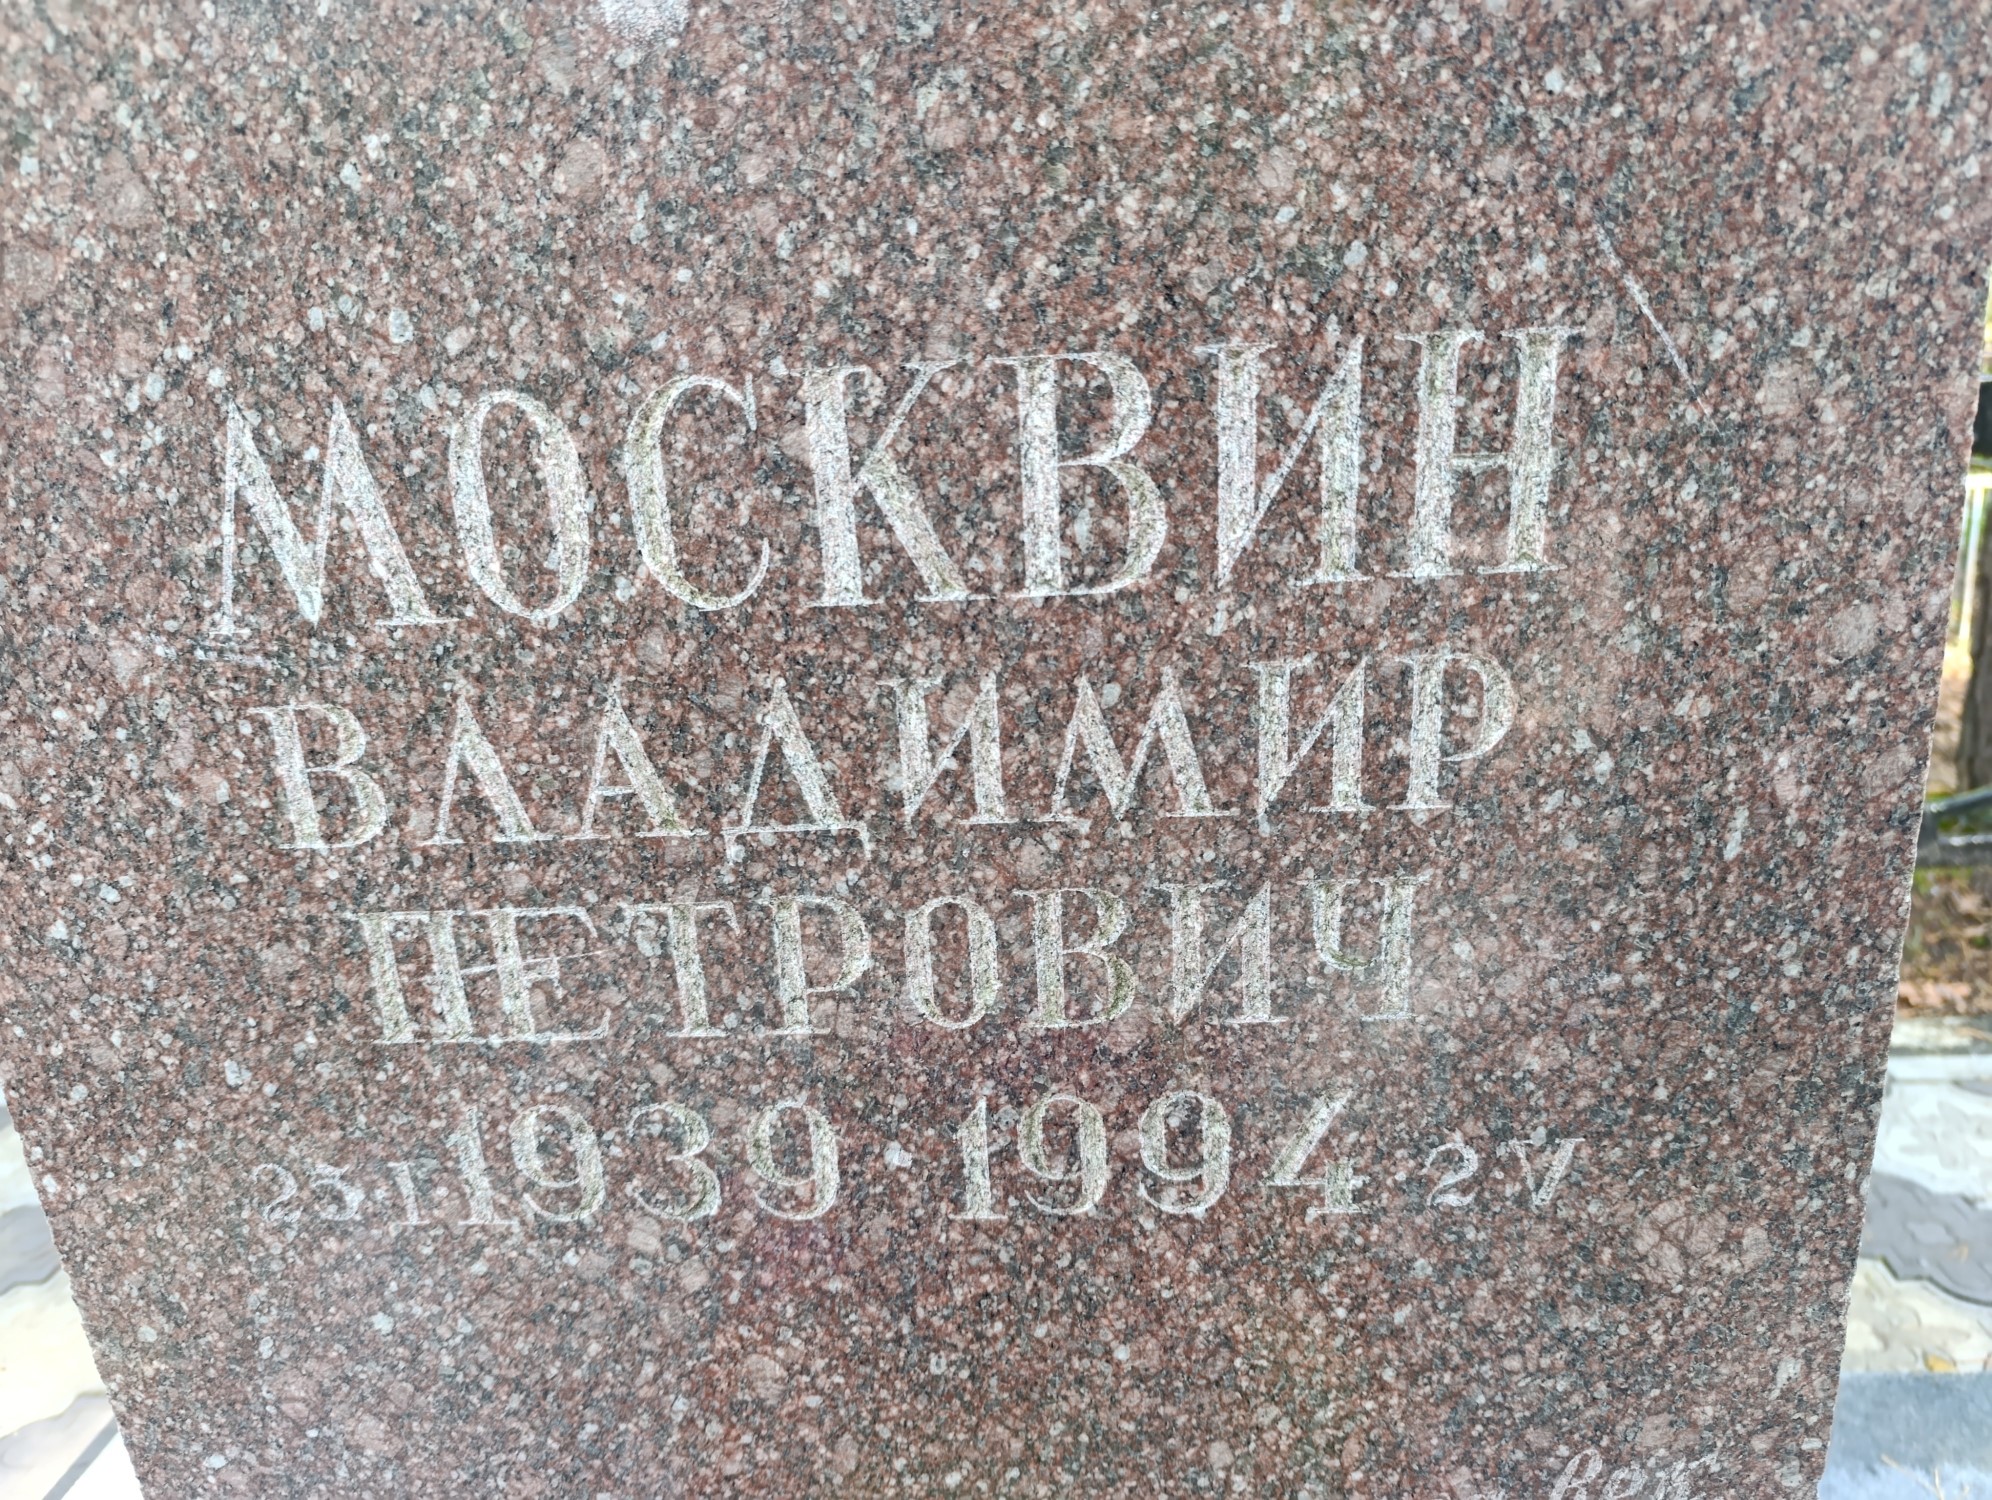 МОСКВИН
ВЛАДИМИР
ПЕТРОВИЧ
25 I 1939 · 1994 2 V